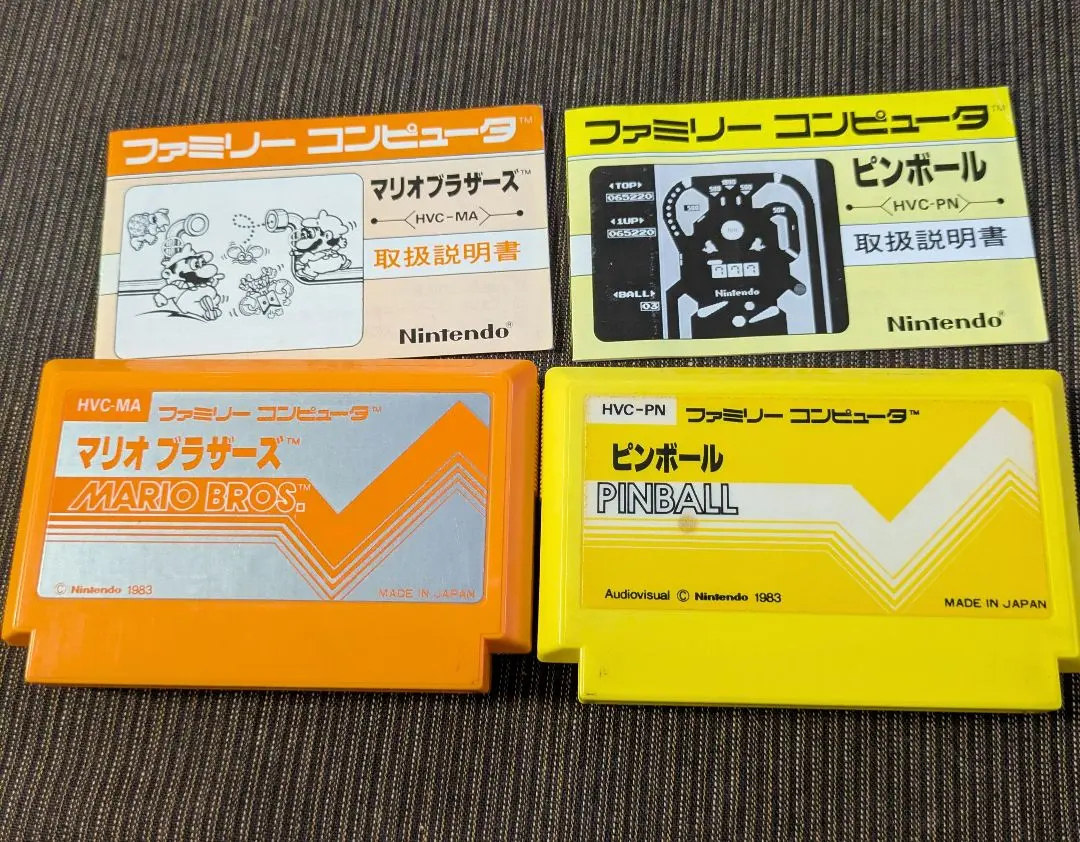 ファミリー コンピュータ™
マリオブラザーズ™
HVC-MA
取扱説明書
Nintendo®
ファミリー コンピュータ™
ピンボール
HVC-PN
取扱説明書
TOP
065220
1UP
065220
BALL
03
500
1000
500
500
500
Nintendo
Nintendo®
HVC-MA
ファミリー コンピュータ™
マリオ ブラザーズ™
MARIO BROS.™
© Nintendo 1983
MADE IN JAPAN
HVC-PN
ファミリー コンピュータ™
ピンボール
PINBALL
Audiovisual © Nintendo 1983
MADE IN JAPAN